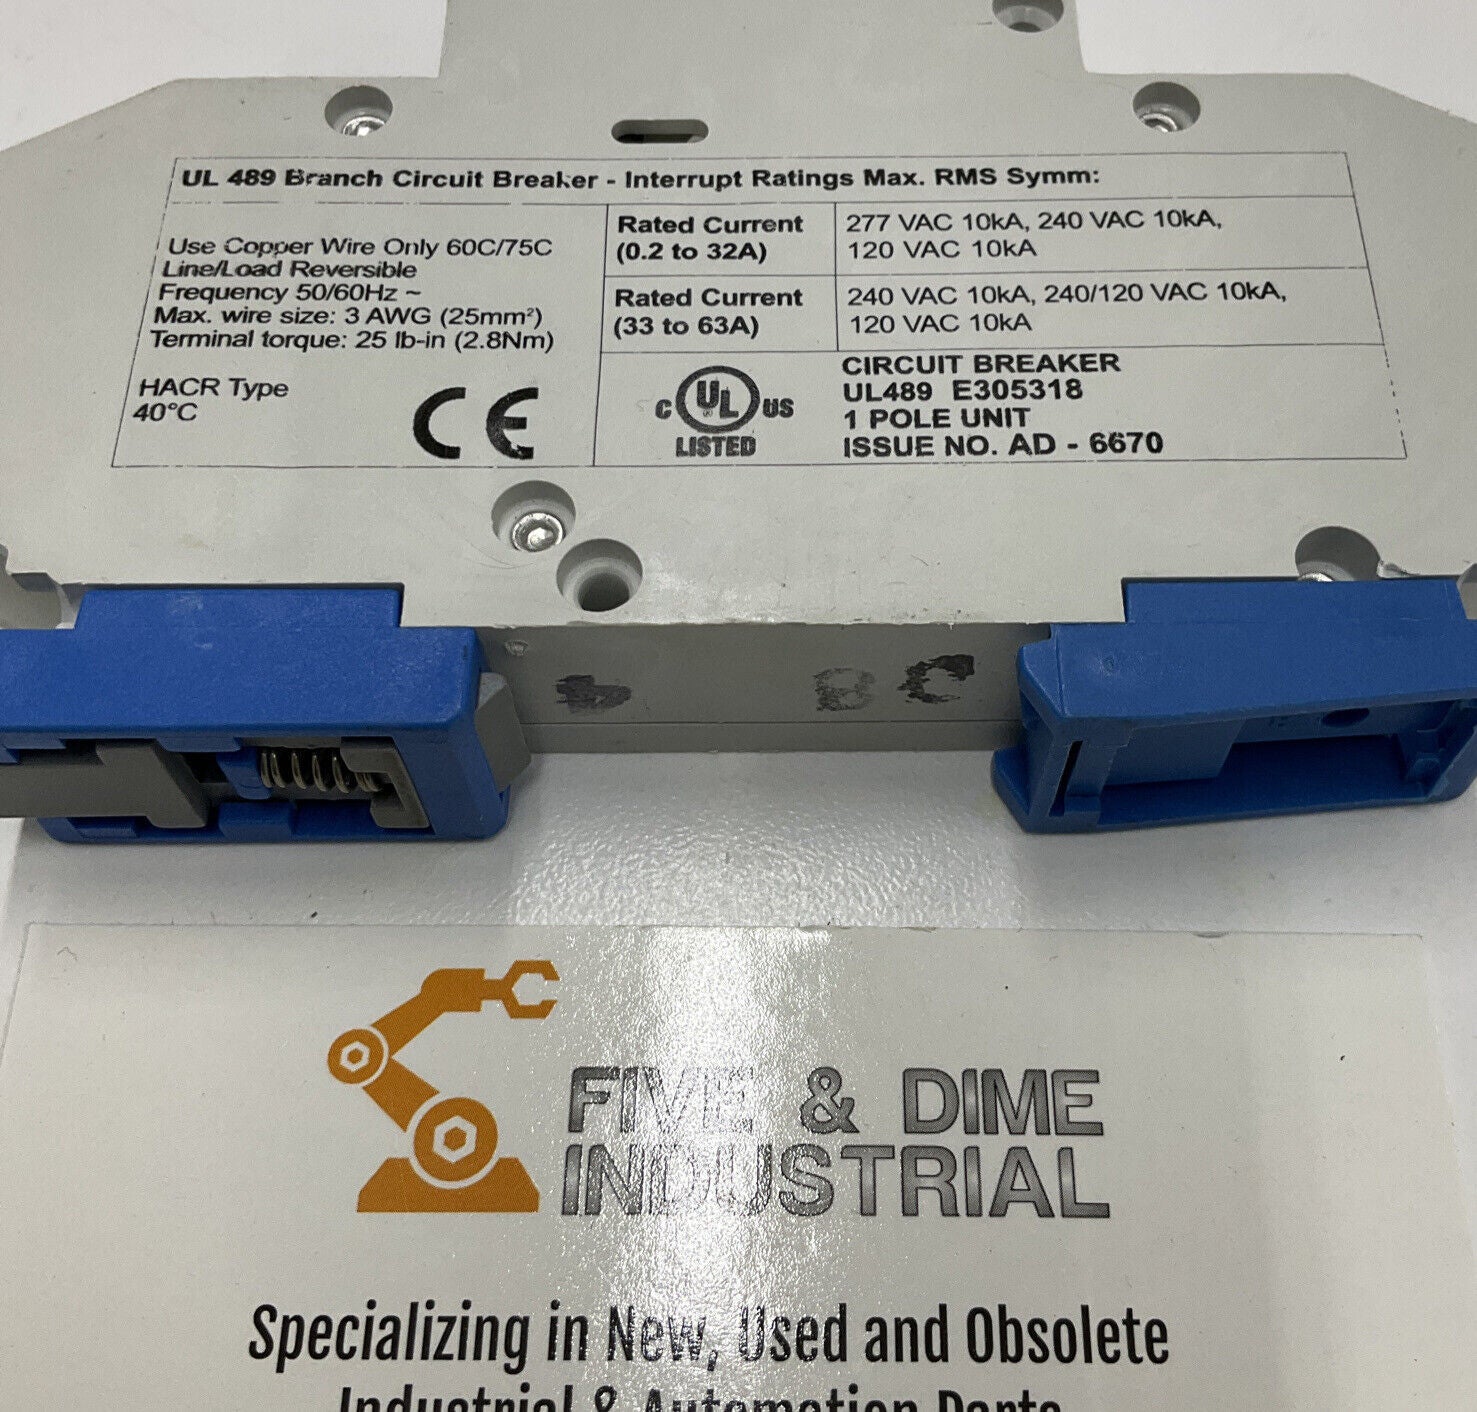 UL 489 Branch Circuit Breaker - Interrupt Ratings Max. RMS Symm:
Use Copper Wire Only 60C/75C
Line/Load Reversible
Frequency 50/60Hz ~
Max. wire size: 3 AWG (25mm²)
Terminal torque: 25 lb-in (2.8Nm)
HACR Type
40°C
CE
Rated Current
(0.2 to 32A)
277 VAC 10kA, 240 VAC 10kA,
120 VAC 10kA
Rated Current
(33 to 63A)
240 VAC 10kA, 240/120 VAC 10kA,
120 VAC 10kA
C UL® US
LISTED
CIRCUIT BREAKER
UL489 E305318
1 POLE UNIT
ISSUE NO. AD - 6670
B C
FIVE & DIME
INDUSTRIAL
Specializing in New, Used and Obsolete
Industrial & Automation Parts